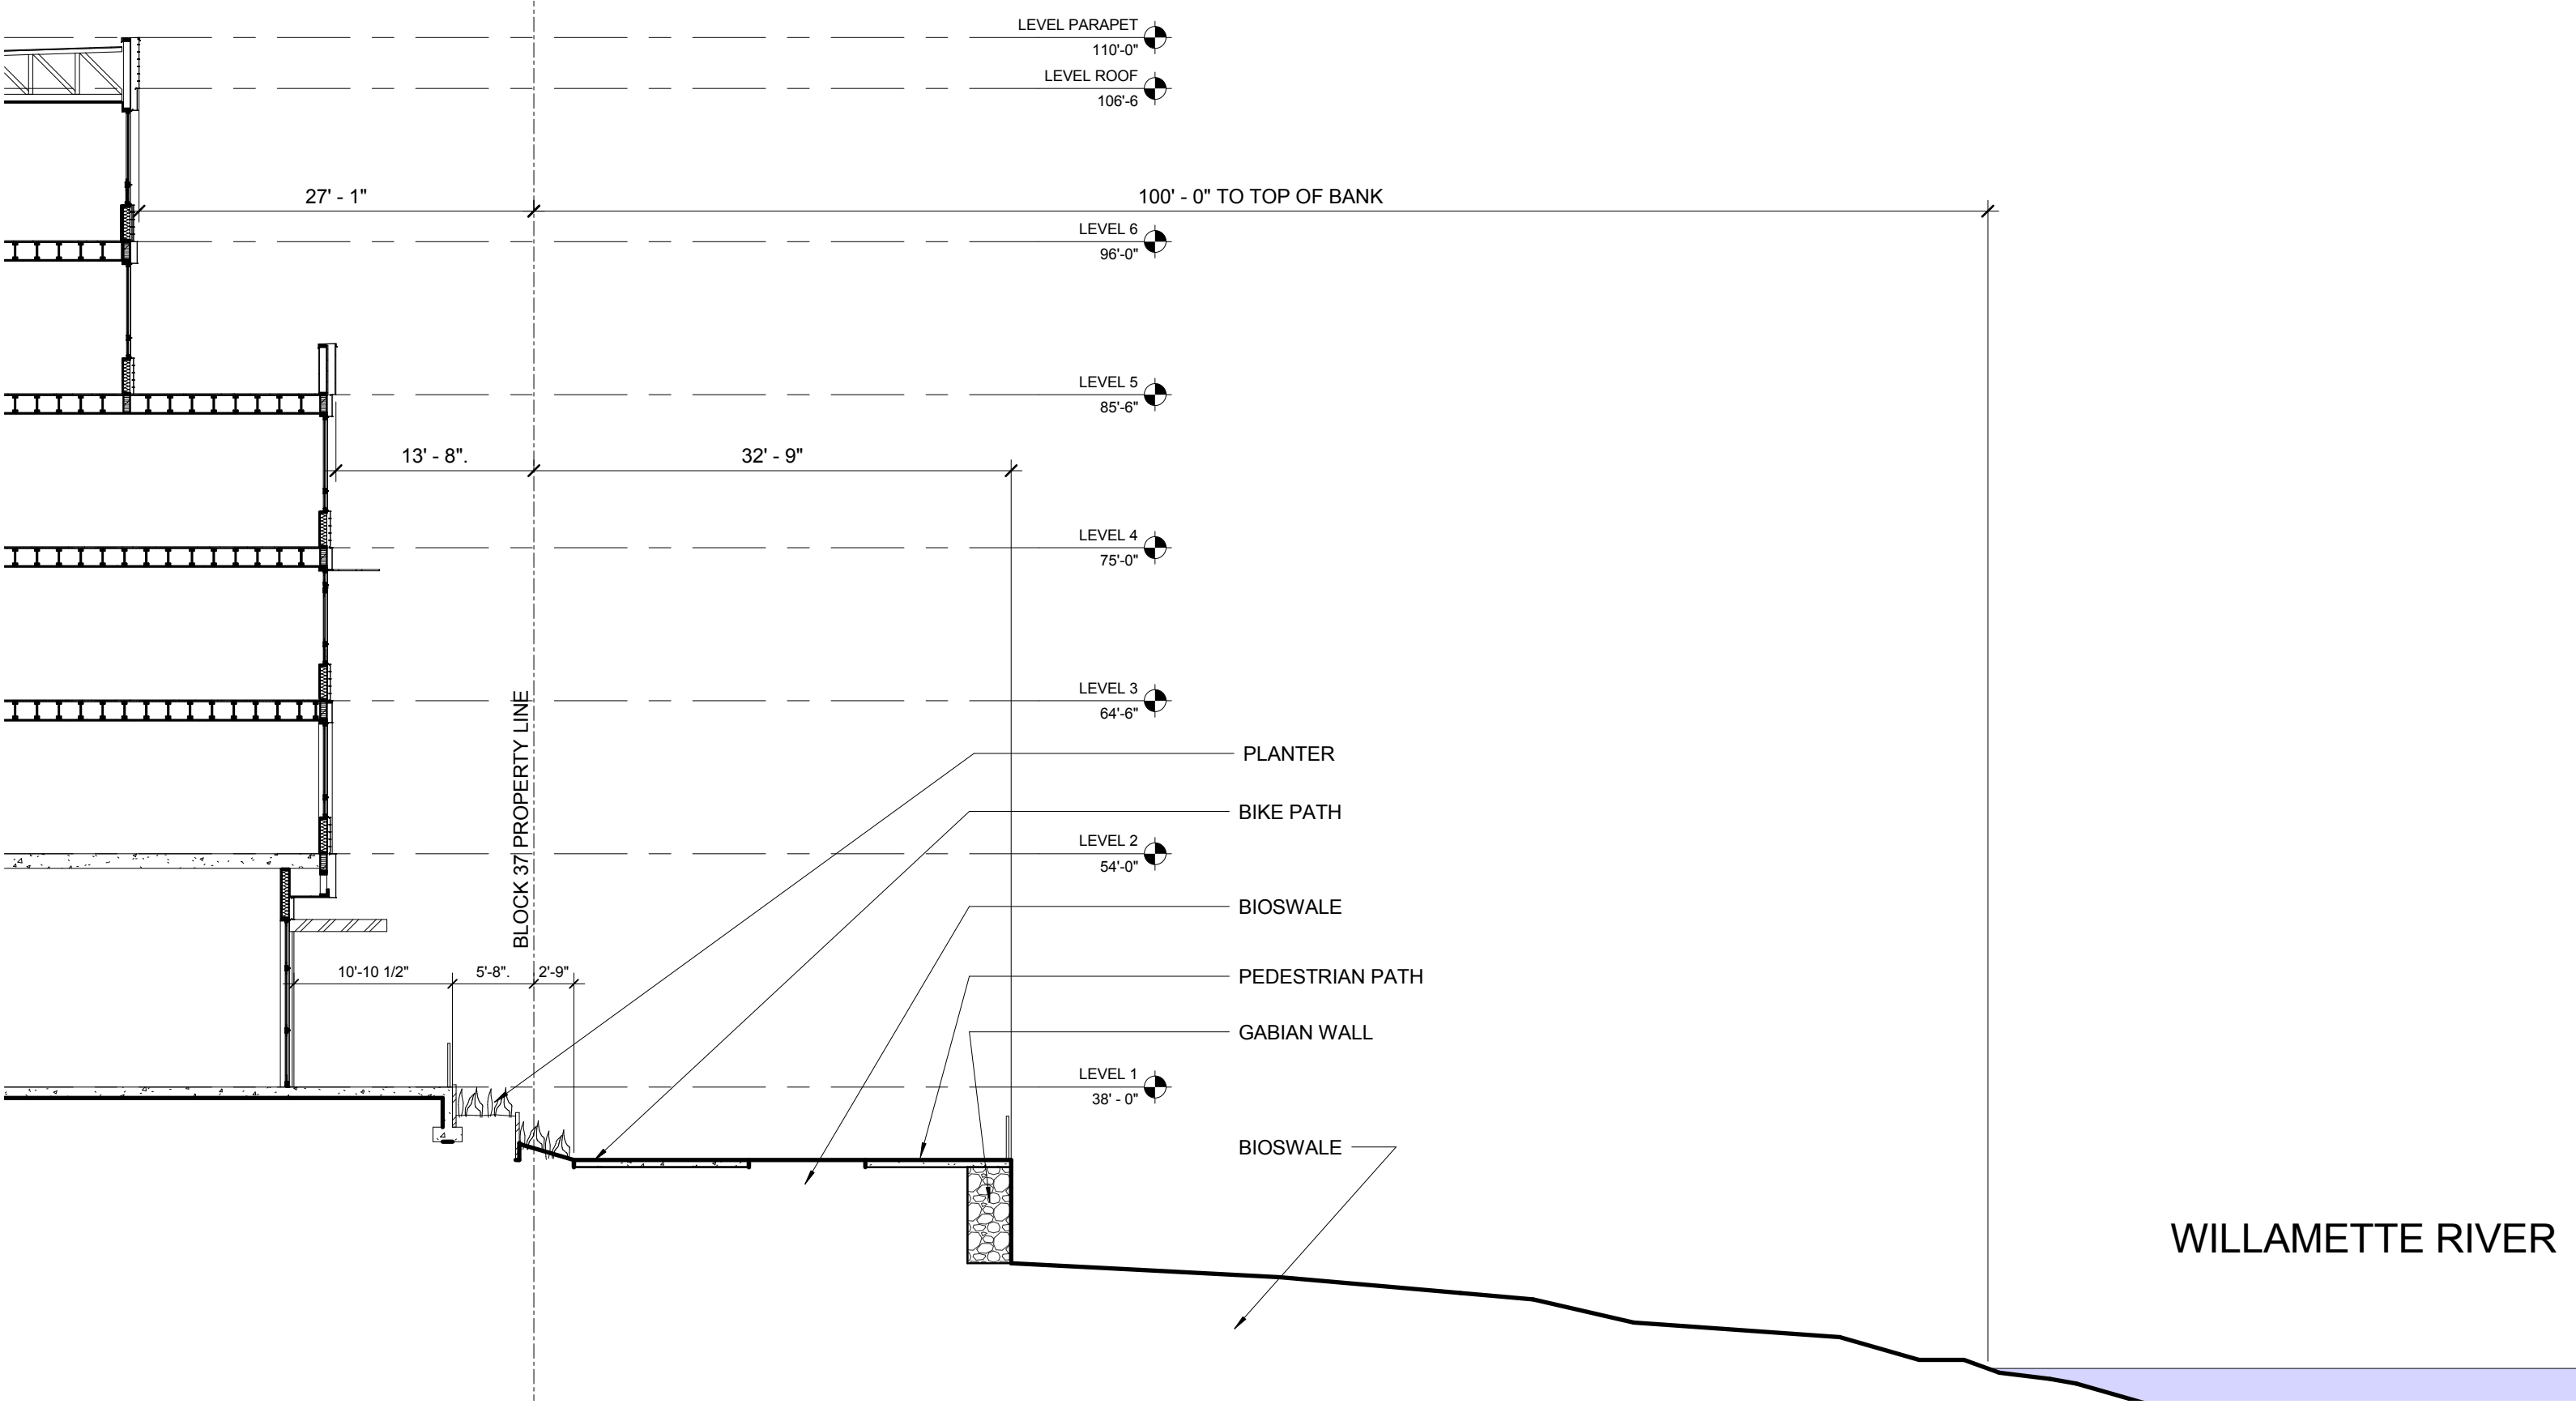 LEVEL PARAPET
110'-0"
LEVEL ROOF
106'-6
27' - 1"
100' - 0" TO TOP OF BANK
LEVEL 6
96'-0"
LEVEL 5
85'-6"
13' - 8".
32' - 9"
LEVEL 4
75'-0"
LEVEL 3
64'-6"
BLOCK 37 PROPERTY LINE
PLANTER
BIKE PATH
LEVEL 2
54'-0"
BIOSWALE
10'-10 1/2"
5'-8".
2'-9"
PEDESTRIAN PATH
GABIAN WALL
LEVEL 1
38' - 0"
BIOSWALE
WILLAMETTE RIVER